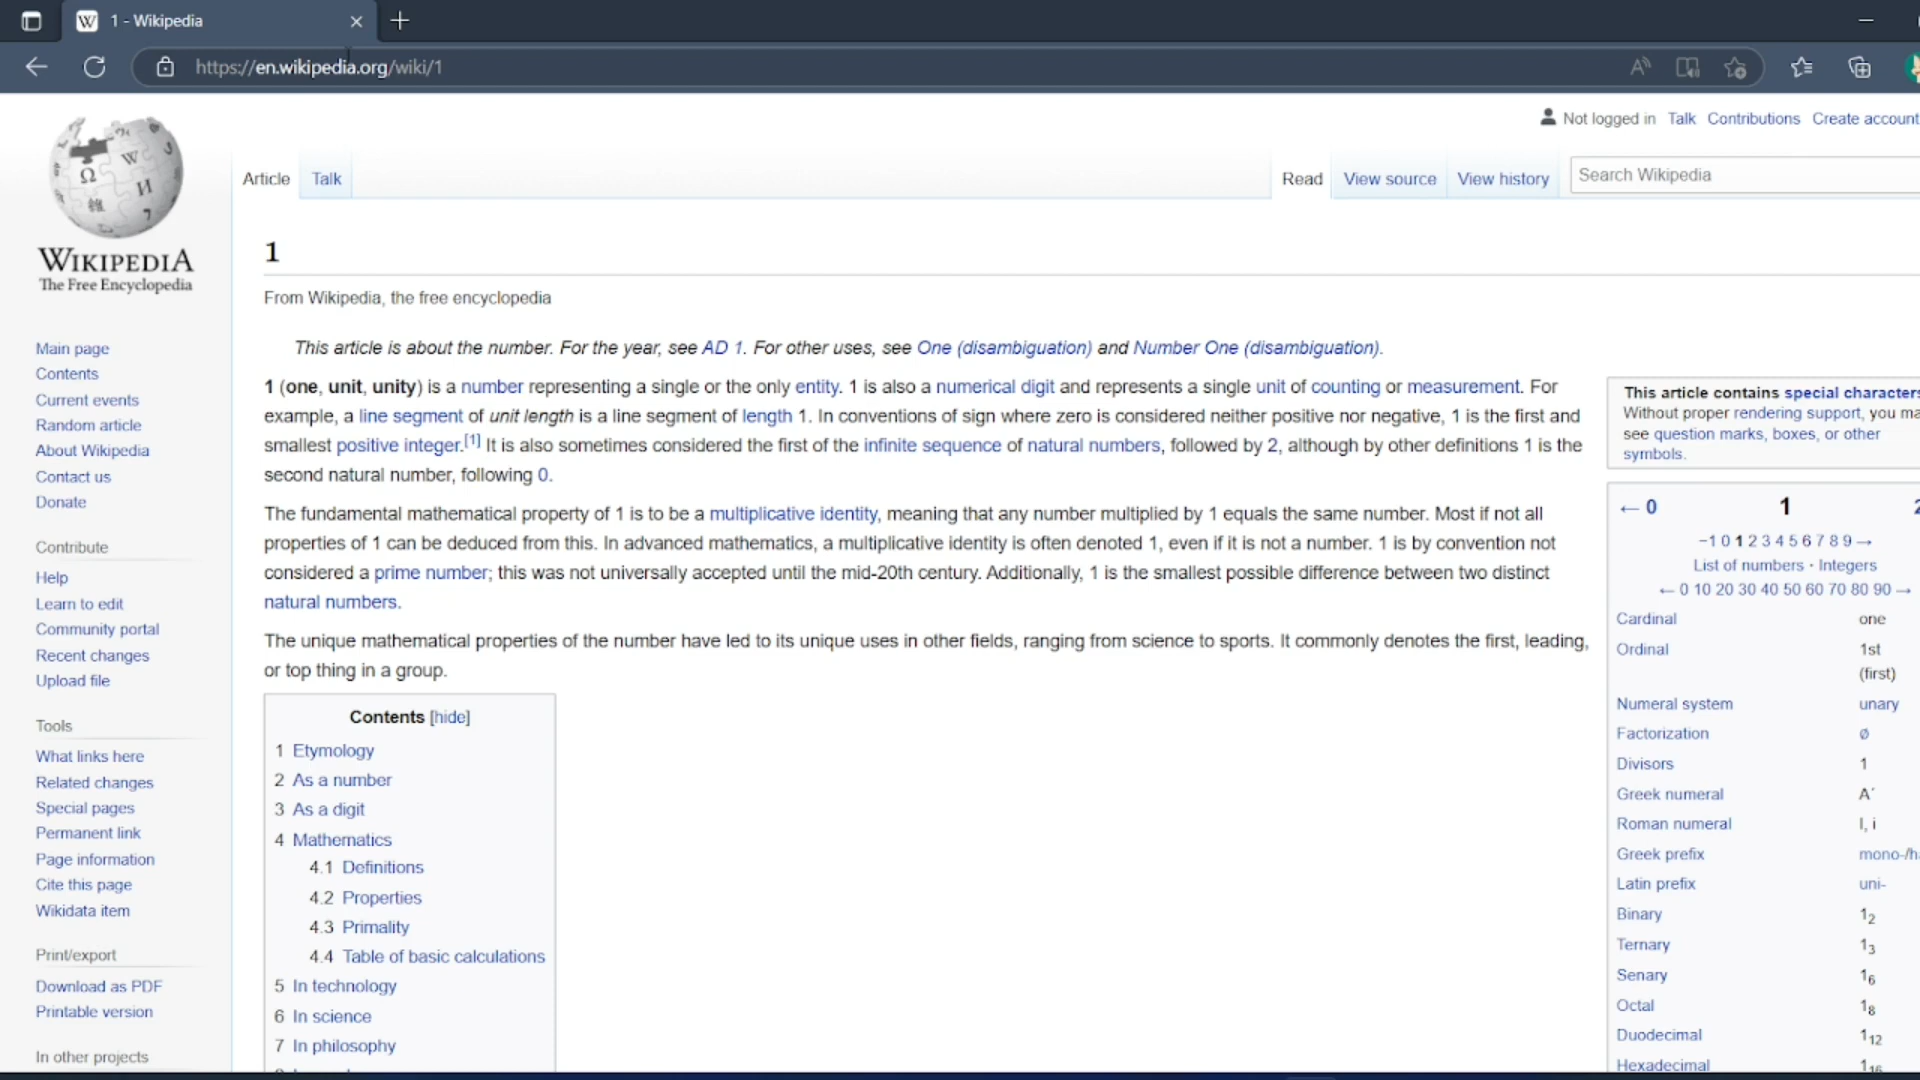 1 - Wikipedia
https://en.wikipedia.org/wiki/1
Not logged in Talk Contributions Create account
WIKIPEDIA
The Free Encyclopedia
Article Talk
Read View source View history
Search Wikipedia
1
From Wikipedia, the free encyclopedia
This article is about the number. For the year, see AD 1. For other uses, see One (disambiguation) and Number One (disambiguation).
1 (one, unit, unity) is a number representing a single or the only entity. 1 is also a numerical digit and represents a single unit of counting or measurement. For
example, a line segment of unit length is a line segment of length 1. In conventions of sign where zero is considered neither positive nor negative, 1 is the first and
smallest positive integer.[1] It is also sometimes considered the first of the infinite sequence of natural numbers, followed by 2, although by other definitions 1 is the
second natural number, following 0.
The fundamental mathematical property of 1 is to be a multiplicative identity, meaning that any number multiplied by 1 equals the same number. Most if not all
properties of 1 can be deduced from this. In advanced mathematics, a multiplicative identity is often denoted 1, even if it is not a number. 1 is by convention not
considered a prime number; this was not universally accepted until the mid-20th century. Additionally, 1 is the smallest possible difference between two distinct
natural numbers.
The unique mathematical properties of the number have led to its unique uses in other fields, ranging from science to sports. It commonly denotes the first, leading,
or top thing in a group.
Contents [hide]
1 Etymology
2 As a number
3 As a digit
4 Mathematics
4.1 Definitions
4.2 Properties
4.3 Primality
4.4 Table of basic calculations
5 In technology
6 In science
7 In philosophy
Main page
Contents
Current events
Random article
About Wikipedia
Contact us
Donate
Contribute
Help
Learn to edit
Community portal
Recent changes
Upload file
Tools
What links here
Related changes
Special pages
Permanent link
Page information
Cite this page
Wikidata item
Print/export
Download as PDF
Printable version
In other projects
This article contains special characters
Without proper rendering support, you ma
see question marks, boxes, or other
symbols.
← 0 1 2
−1 0 1 2 3 4 5 6 7 8 9 →
List of numbers · Integers
← 0 10 20 30 40 50 60 70 80 90 →
Cardinal one
Ordinal 1st
(first)
Numeral system unary
Factorization ∅
Divisors 1
Greek numeral Α´
Roman numeral I, i
Greek prefix mono-/ha
Latin prefix uni-
Binary 1₂
Ternary 1₃
Senary 1₆
Octal 1₈
Duodecimal 1₁₂
Hexadecimal 1₁₆